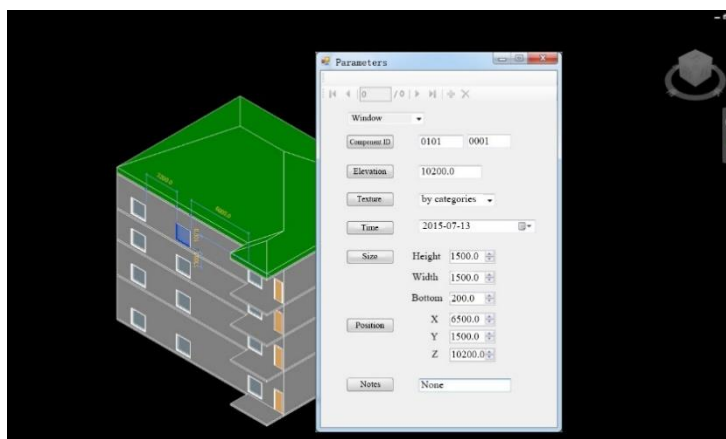 Parameters
0 / 0
Window
Component ID 0101 0001
Elevation 10200.0
Texture by categories
Time 2015-07-13
Size Height 1500.0
Width 1500.0
Bottom 200.0
Position X 6500.0
Y 1500.0
Z 10200.0
Notes None